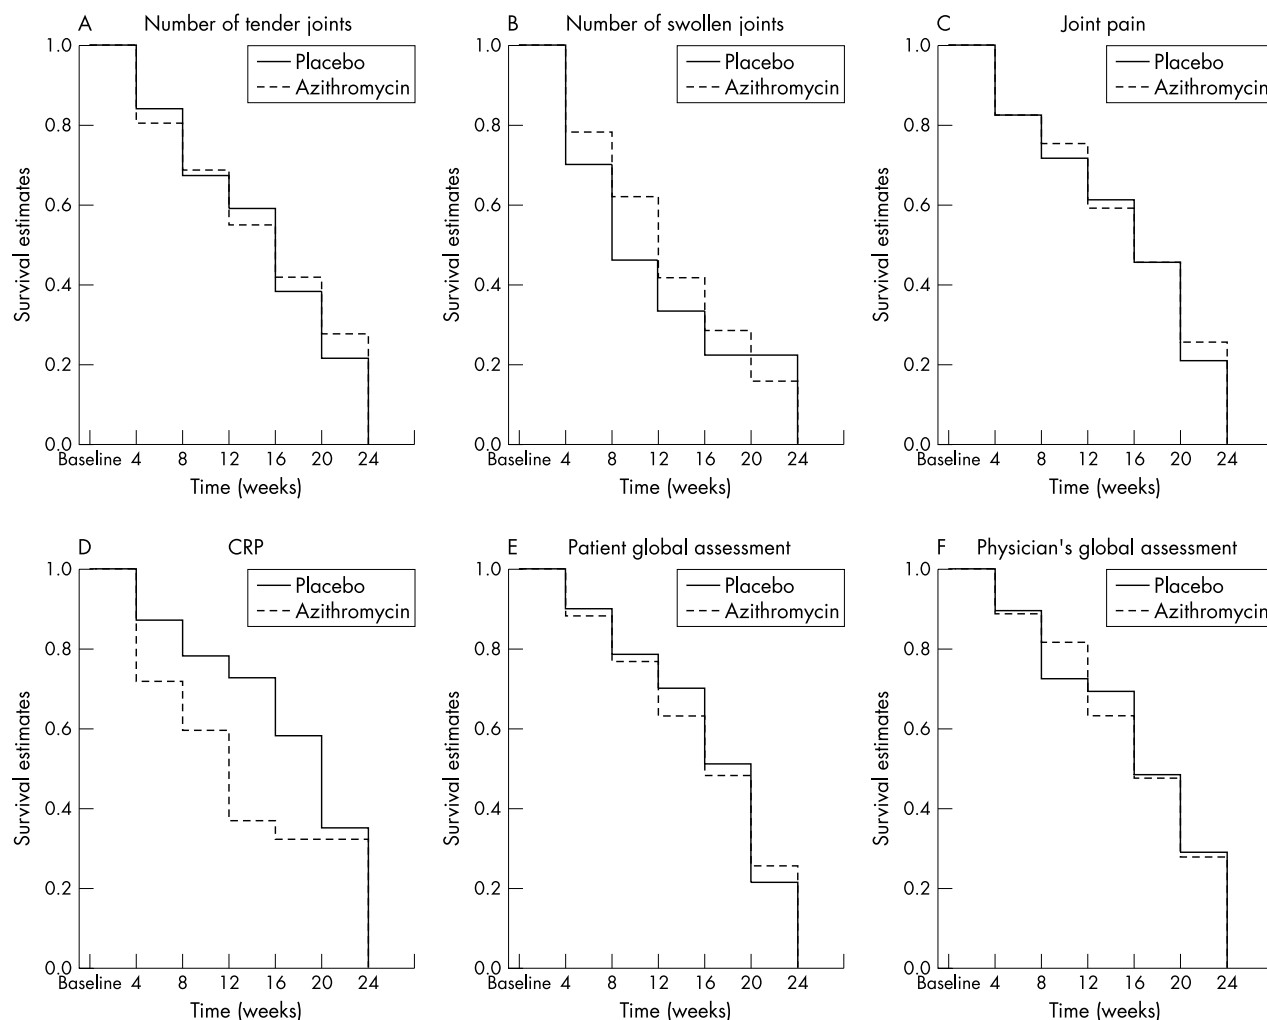 A Number of tender joints
Placebo
Azithromycin
Survival estimates
1.0
0.8
0.6
0.4
0.2
0.0
Baseline 4 8 12 16 20 24
Time (weeks)
B Number of swollen joints
Placebo
Azithromycin
Survival estimates
1.0
0.8
0.6
0.4
0.2
0.0
Baseline 4 8 12 16 20 24
Time (weeks)
C Joint pain
Placebo
Azithromycin
Survival estimates
1.0
0.8
0.6
0.4
0.2
0.0
Baseline 4 8 12 16 20 24
Time (weeks)
D CRP
Placebo
Azithromycin
Survival estimates
1.0
0.8
0.6
0.4
0.2
0.0
Baseline 4 8 12 16 20 24
Time (weeks)
E Patient global assessment
Placebo
Azithromycin
Survival estimates
1.0
0.8
0.6
0.4
0.2
0.0
Baseline 4 8 12 16 20 24
Time (weeks)
F Physician's global assessment
Placebo
Azithromycin
Survival estimates
1.0
0.8
0.6
0.4
0.2
0.0
Baseline 4 8 12 16 20 24
Time (weeks)